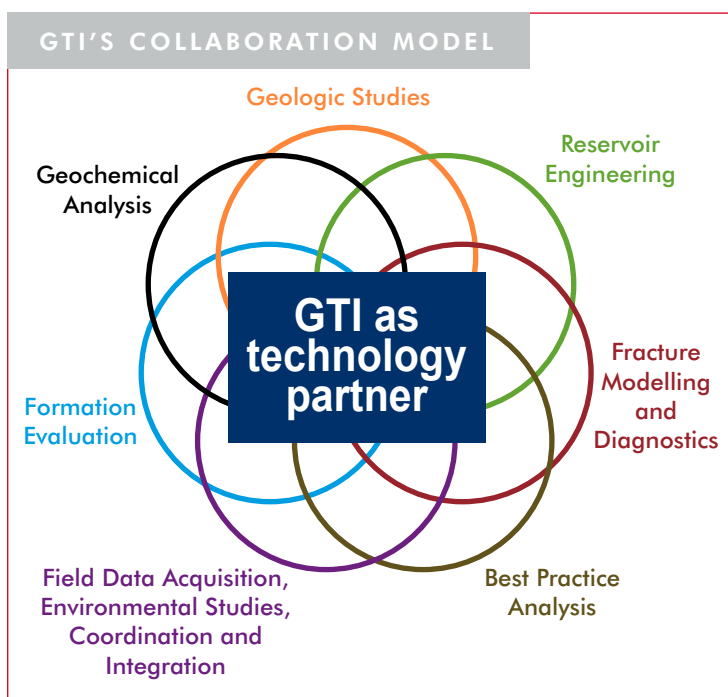 GTI'S COLLABORATION MODEL
Geologic Studies
Reservoir
Engineering
Geochemical
Analysis
GTI as
technology
partner
Fracture
Modelling
and
Diagnostics
Formation
Evaluation
Field Data Acquisition,
Environmental Studies,
Coordination and
Integration
Best Practice
Analysis